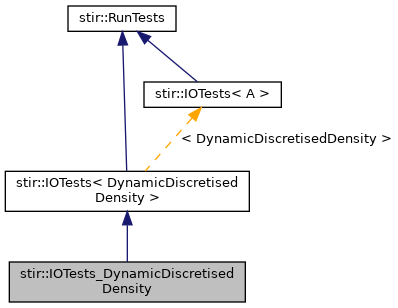 stir::RunTests
stir::IOTests< A >
< DynamicDiscretisedDensity >
stir::IOTests< DynamicDiscretised
Density >
stir::IOTests_DynamicDiscretised
Density